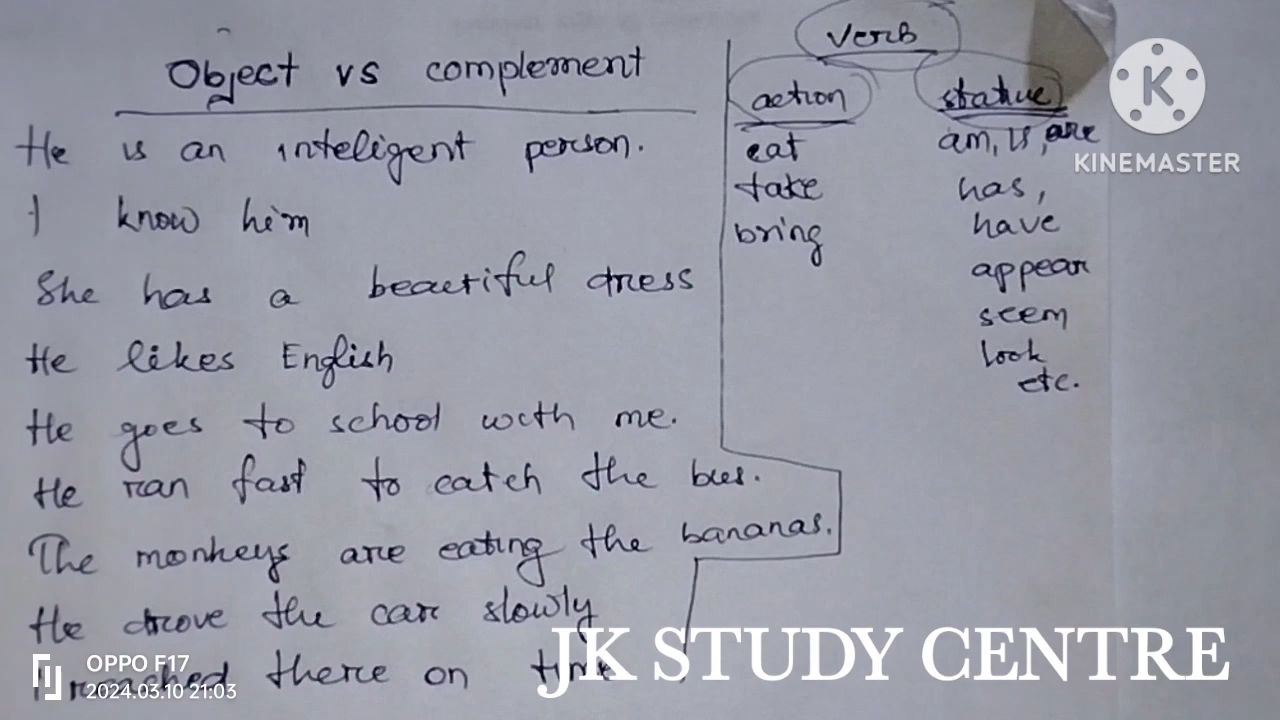 Object vs complement
He is an inteligent person.
I know him
She has a beautiful dress
He likes English
He goes to school with me.
He ran fast to catch the bus.
The monkeys are eating the bananas.
He drove the car slowly
I reached there on time
verb
action
eat
take
bring
statue
am, is, are
has,
have
appear
seem
look
etc.
K
KINEMASTER
JK STUDY CENTRE
OPPO F17
2024.03.10 21:03